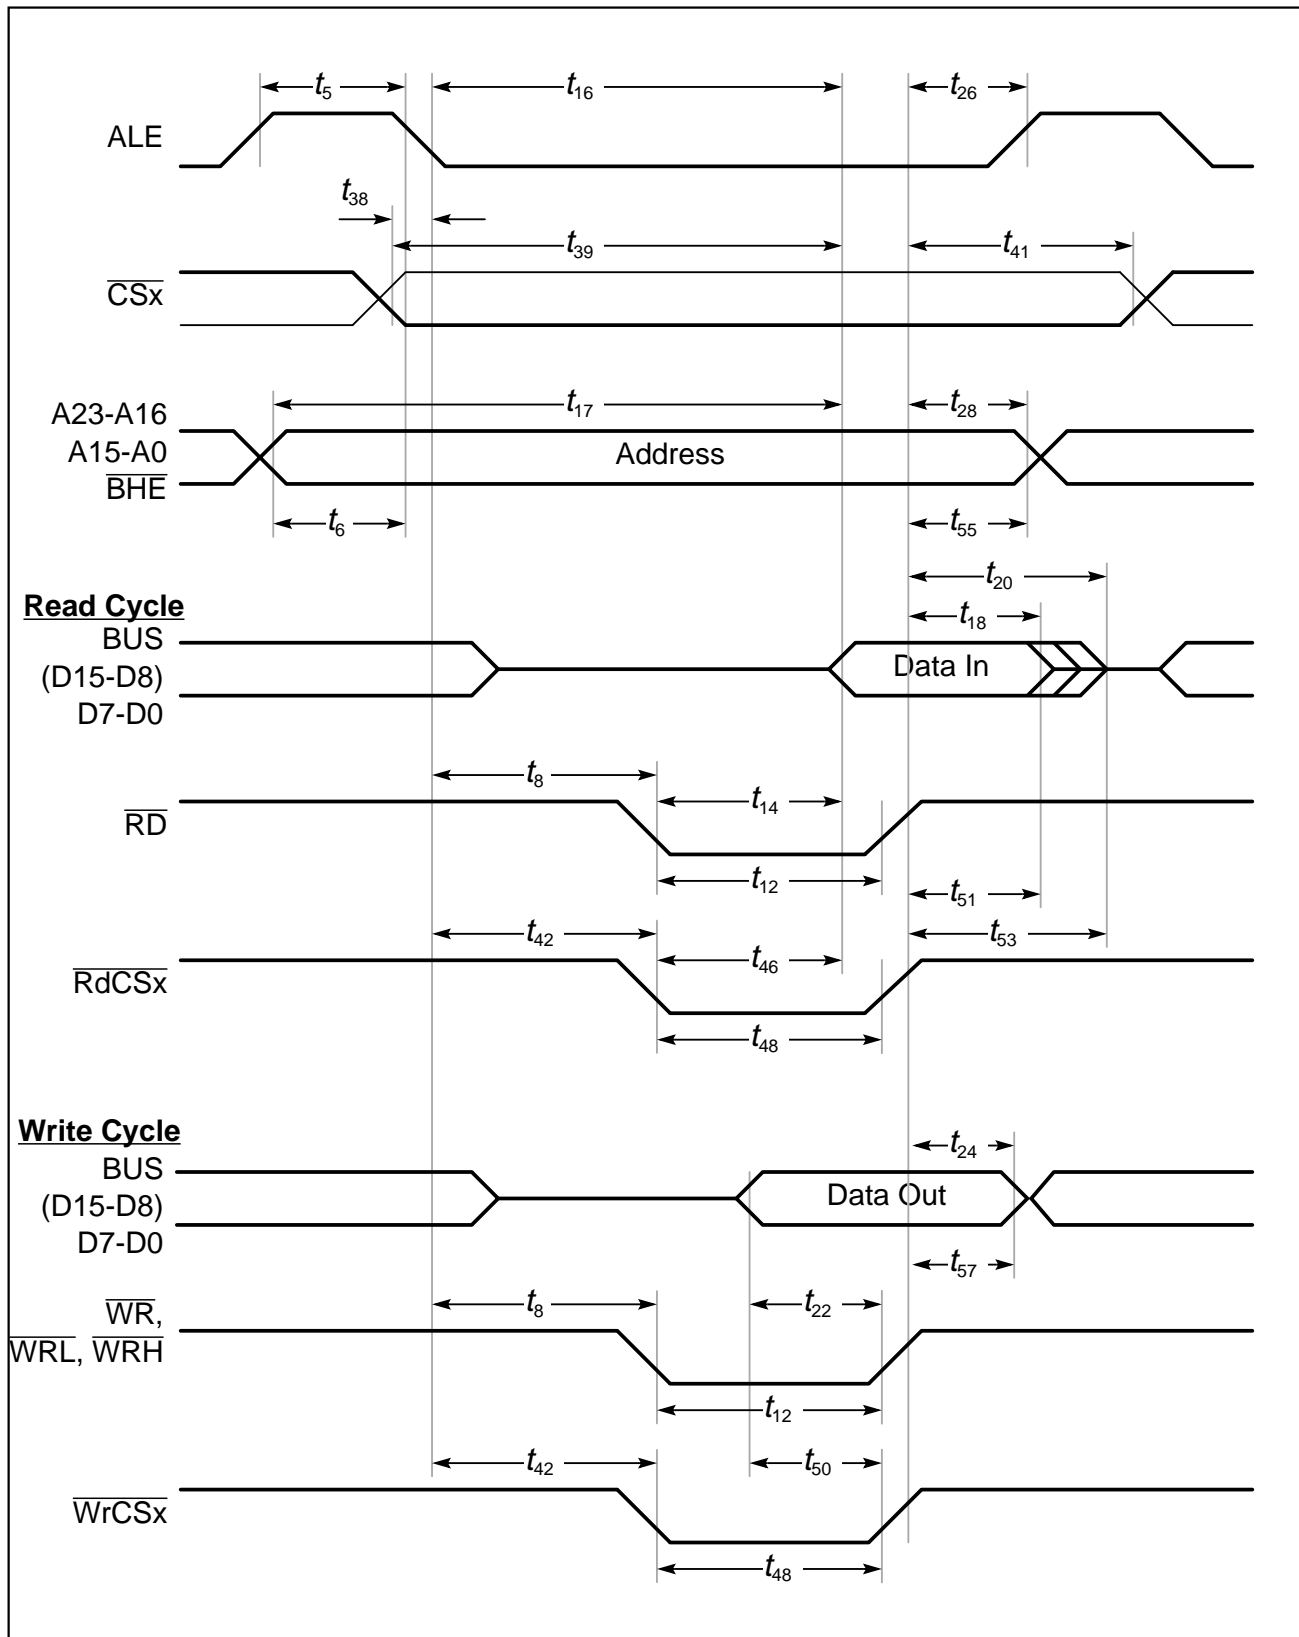 t5 t16 t26
ALE
t38
t39 t41
CSx
t17 t28
A23-A16
A15-A0 Address
BHE
t6 t55
t20
Read Cycle t18
BUS
(D15-D8) Data In
D7-D0
t8
t14
RD
t12 t51
t42 t53
t46
RdCSx
t48
Write Cycle t24
BUS
(D15-D8) Data Out
D7-D0
t57
t8 t22
WR,
WRL, WRH
t12
t42 t50
WrCSx
t48